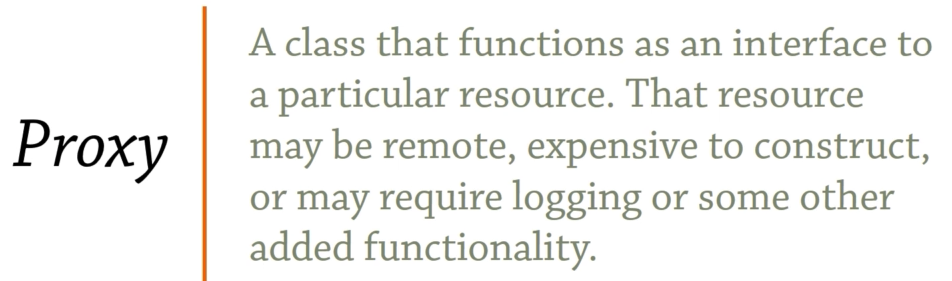 Proxy
A class that functions as an interface to
a particular resource. That resource
may be remote, expensive to construct,
or may require logging or some other
added functionality.